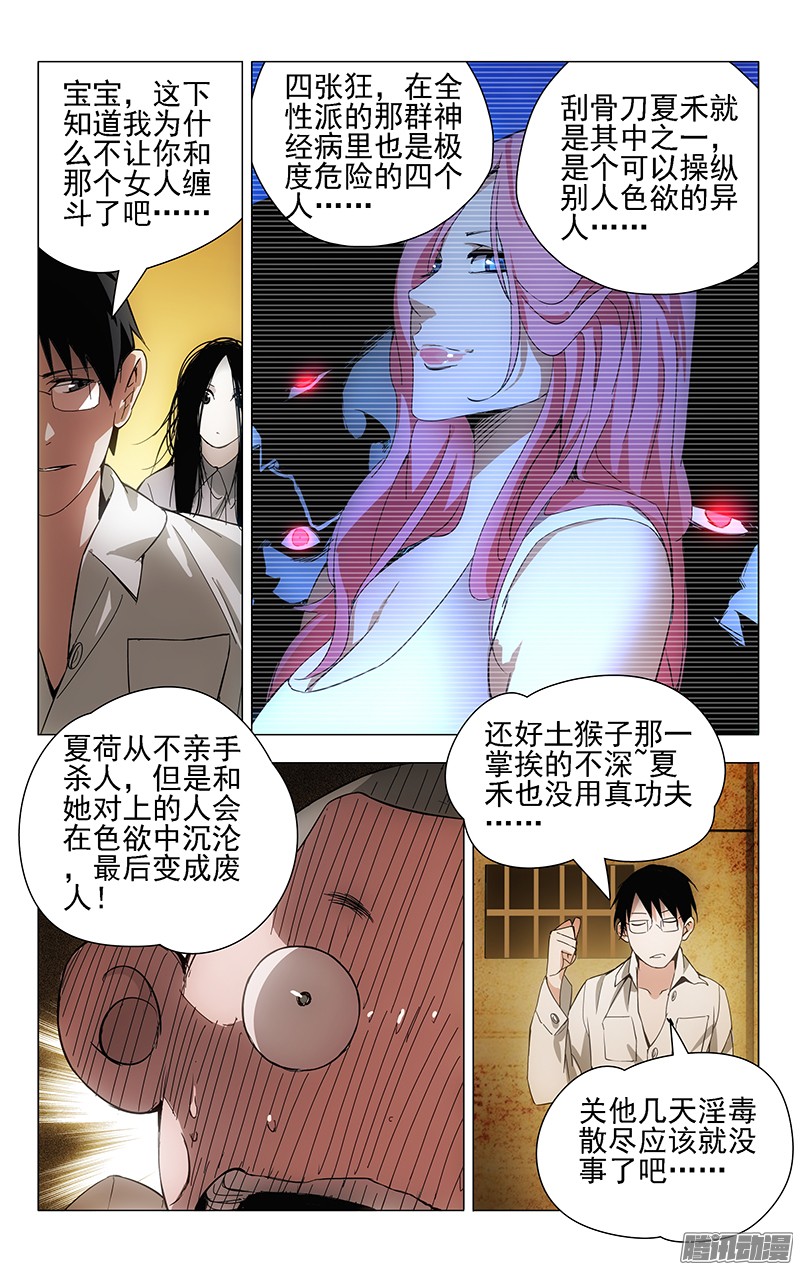 宝宝，这下
知道我为什
么不让你和
那个女人缠
斗了吧……
四张狂，在全
性派的那群神
经病里也是极
度危险的四个
人……
刮骨刀夏禾就
是其中之一，
是个可以操纵
别人色欲的异
人……
夏荷从不亲手
杀人，但是和
她对上的人会
在色欲中沉沦
，最后变成废
人！
还好土猴子那一
掌挨的不深~夏
禾也没用真功夫
……
关他几天淫毒
散尽应该就没
事了吧……
腾讯动漫